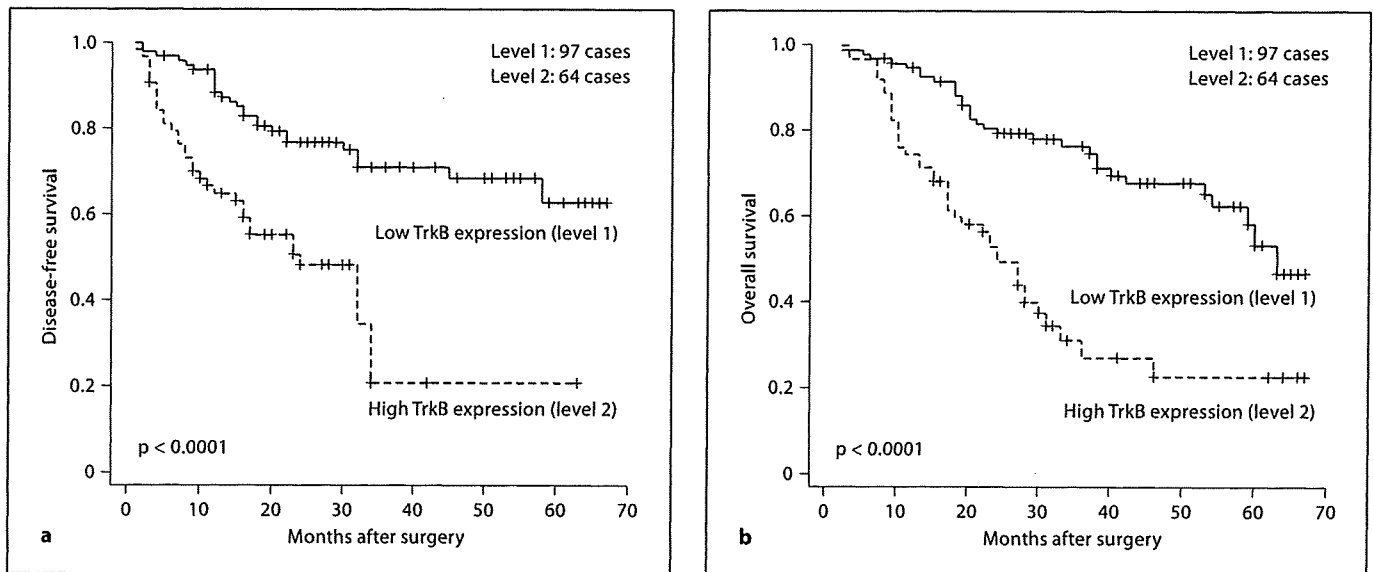 Level 1: 97 cases
Level 2: 64 cases
1.0
0.8
0.6
0.4
0.2
0
Disease-free survival
Low TrkB expression (level 1)
High TrkB expression (level 2)
p < 0.0001
0 10 20 30 40 50 60 70
Months after surgery
a
Level 1: 97 cases
Level 2: 64 cases
1.0
0.8
0.6
0.4
0.2
0
Overall survival
Low TrkB expression (level 1)
High TrkB expression (level 2)
p < 0.0001
0 10 20 30 40 50 60 70
Months after surgery
b